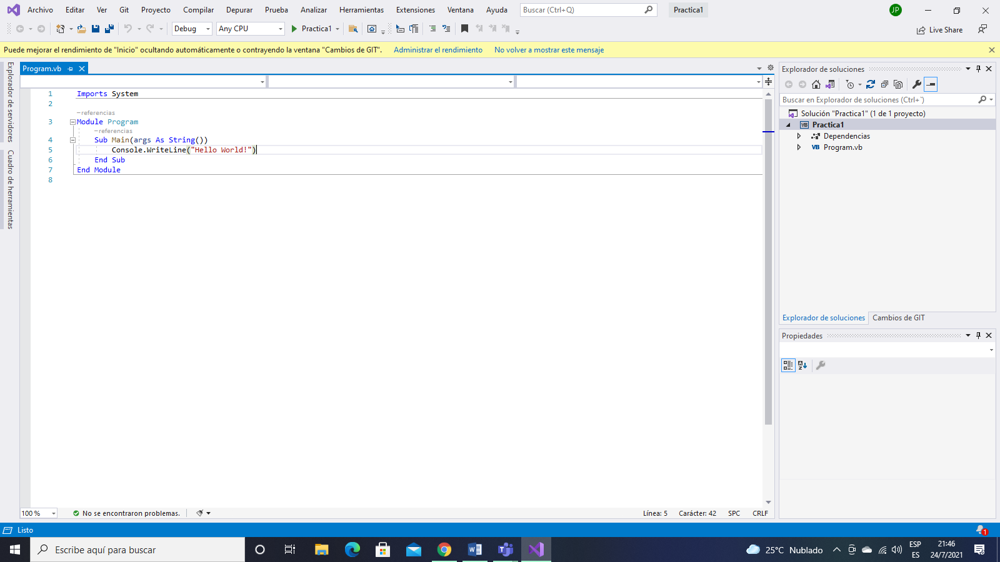 Archivo Editar Ver Git Proyecto Compilar Depurar Prueba Analizar Herramientas Extensiones Ventana Ayuda Buscar (Ctrl+Q) Practica1 JP
Debug Any CPU Practica1 Live Share
Puede mejorar el rendimiento de "Inicio" ocultando automáticamente o contrayendo la ventana "Cambios de GIT". Administrar el rendimiento No volver a mostrar este mensaje
Explorador de servidores
Cuadro de herramientas
Program.vb
1 Imports System
2
referencias
3 Module Program
referencias
4 Sub Main(args As String())
5 Console.WriteLine("Hello World!")
6 End Sub
7 End Module
8
100 % No se encontraron problemas. Línea: 5 Carácter: 42 SPC CRLF
Explorador de soluciones
Buscar en Explorador de soluciones (Ctrl+`)
Solución "Practica1" (1 de 1 proyecto)
VB Practica1
Dependencias
VB Program.vb
Explorador de soluciones Cambios de GIT
Propiedades
Listo 1
Escribe aquí para buscar 25°C Nublado ESP ES 21:46 24/7/2021